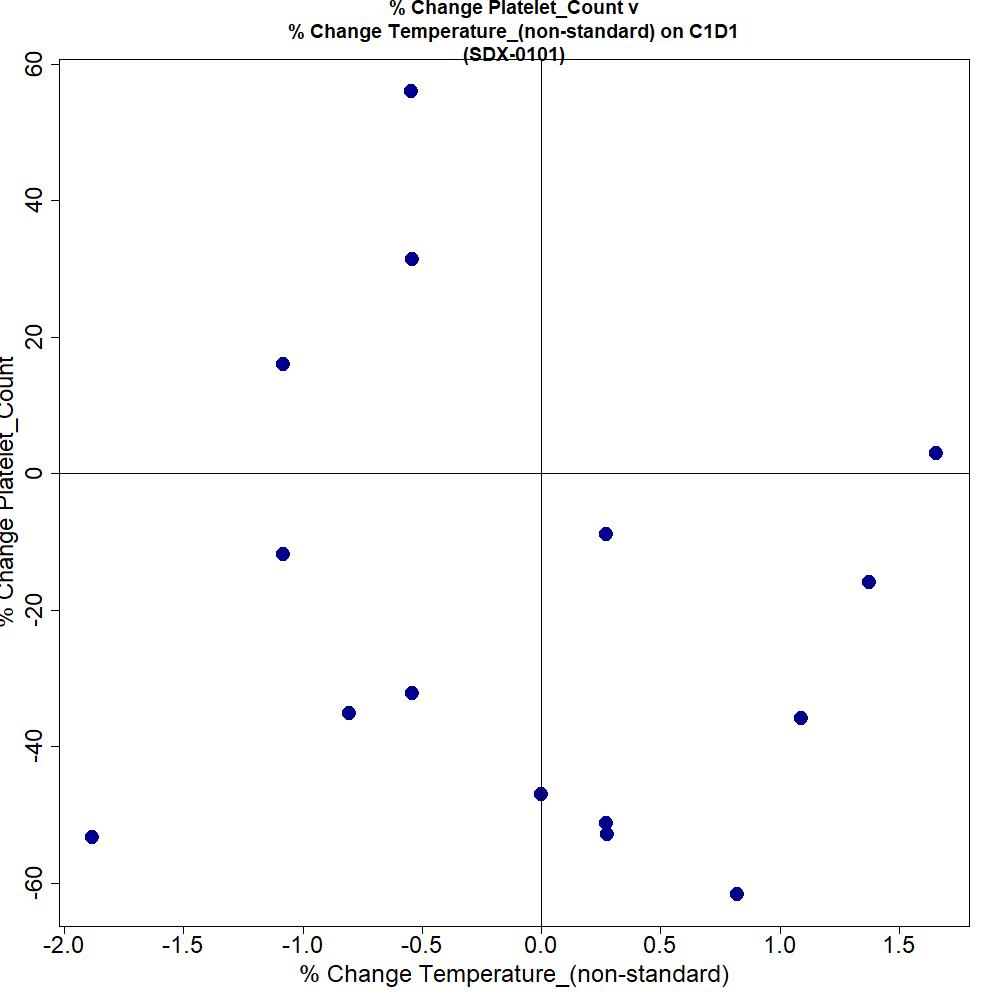 % Change Platelet_Count v
% Change Temperature_(non-standard) on C1D1
(SDX-0101)
60
40
20
0
-20
-40
-60
% Change Platelet_Count
-2.0 -1.5 -1.0 -0.5 0.0 0.5 1.0 1.5
% Change Temperature_(non-standard)